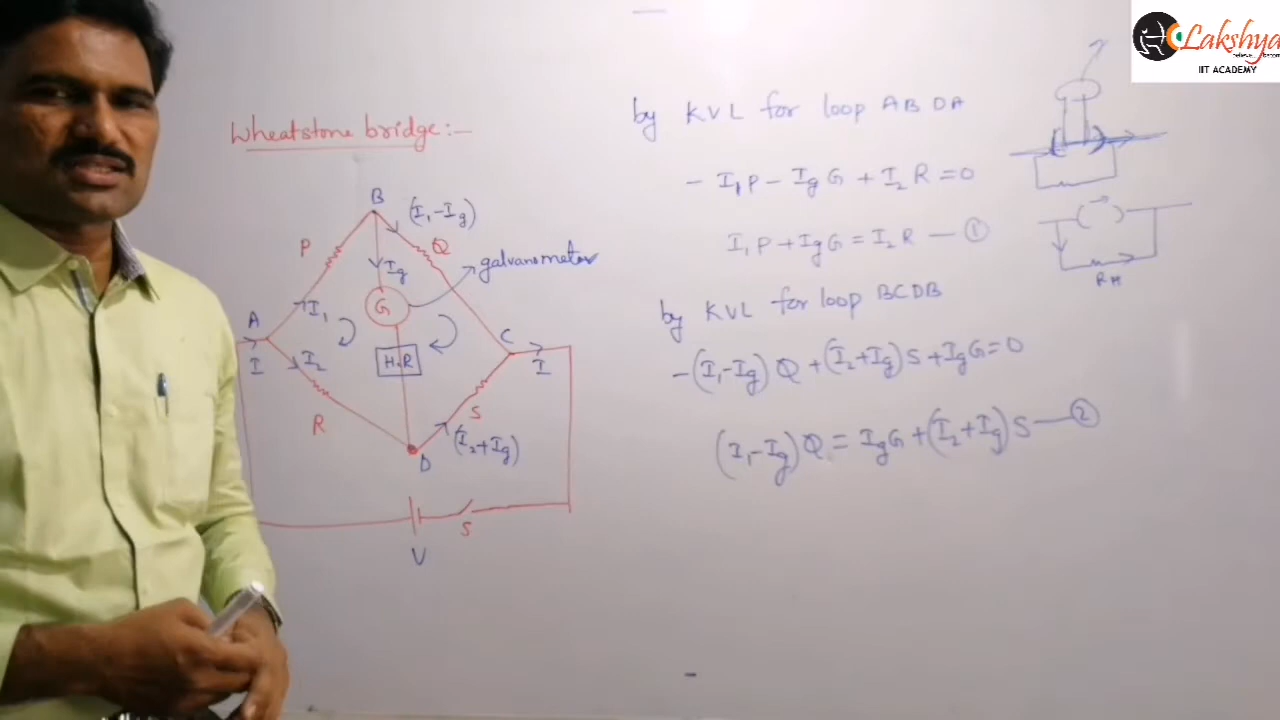 Lakshya
IIT ACADEMY
Wheatstone bridge:-
B
(I₁-Ig)
P
Q
Ig
galvanometer
G
A
I₁
I
I₂
H.R
C
I
R
S
(I₂+Ig)
D
S
V
by KVL for loop ABDA
- I₁P - IgG + I₂R = 0
I₁P + IgG = I₂R — ①
by KVL for loop BCDB
-(I₁-Ig) Q + (I₂+Ig) S + IgG = 0
(I₁-Ig) Q = IgG + (I₂+Ig) S — ②
RH